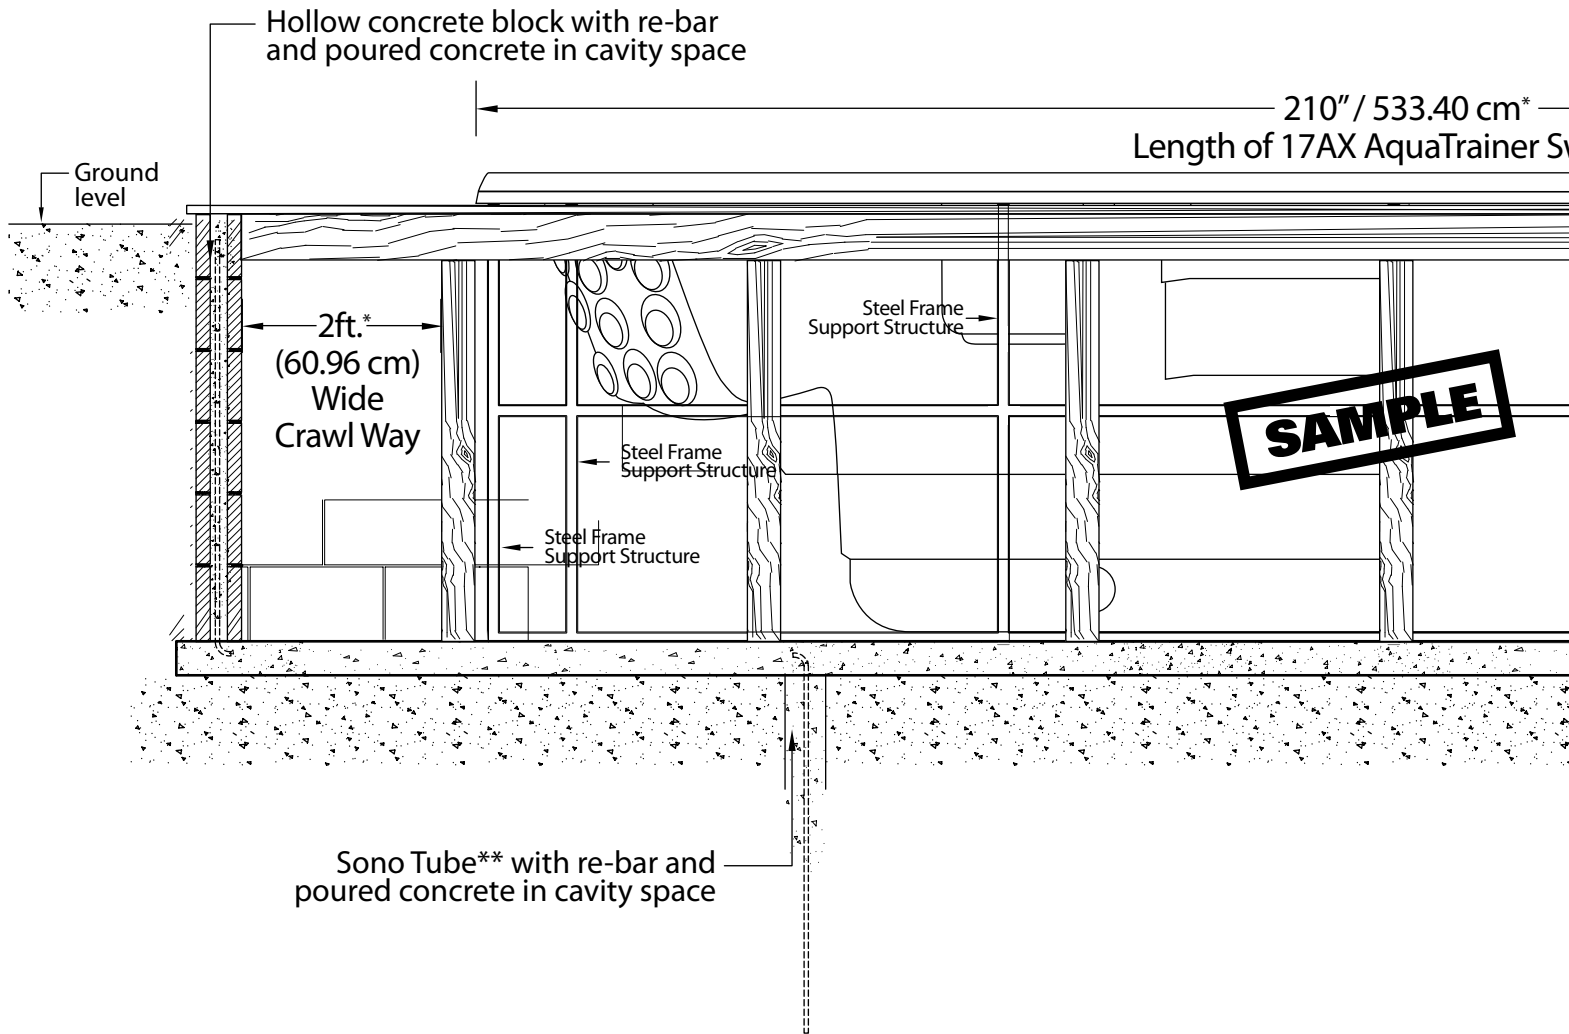 Hollow concrete block with re-bar
and poured concrete in cavity space
210″ / 533.40 cm*
Length of 17AX AquaTrainer
Ground
level
Steel Frame
Support Structure
2ft.*
(60.96 cm)
Wide
Crawl Way
SAMPLE
Steel Frame
Support Structure
Steel Frame
Support Structure
Sono Tube** with re-bar and
poured concrete in cavity space